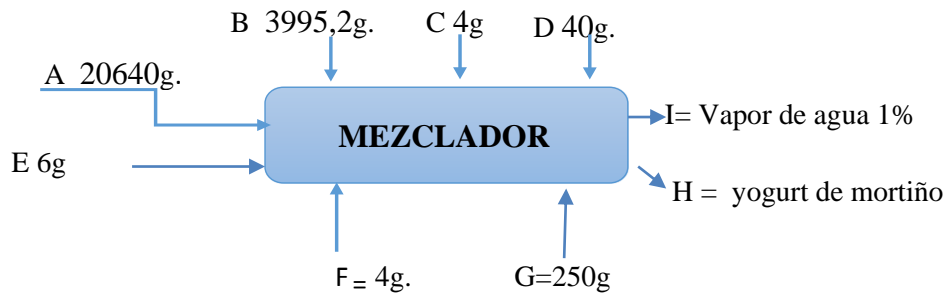 B 3995,2g.
C 4g
D 40g.
A 20640g.
I= Vapor de agua 1%
MEZCLADOR
E 6g
H = yogurt de mortiño
F = 4g.
G=250g